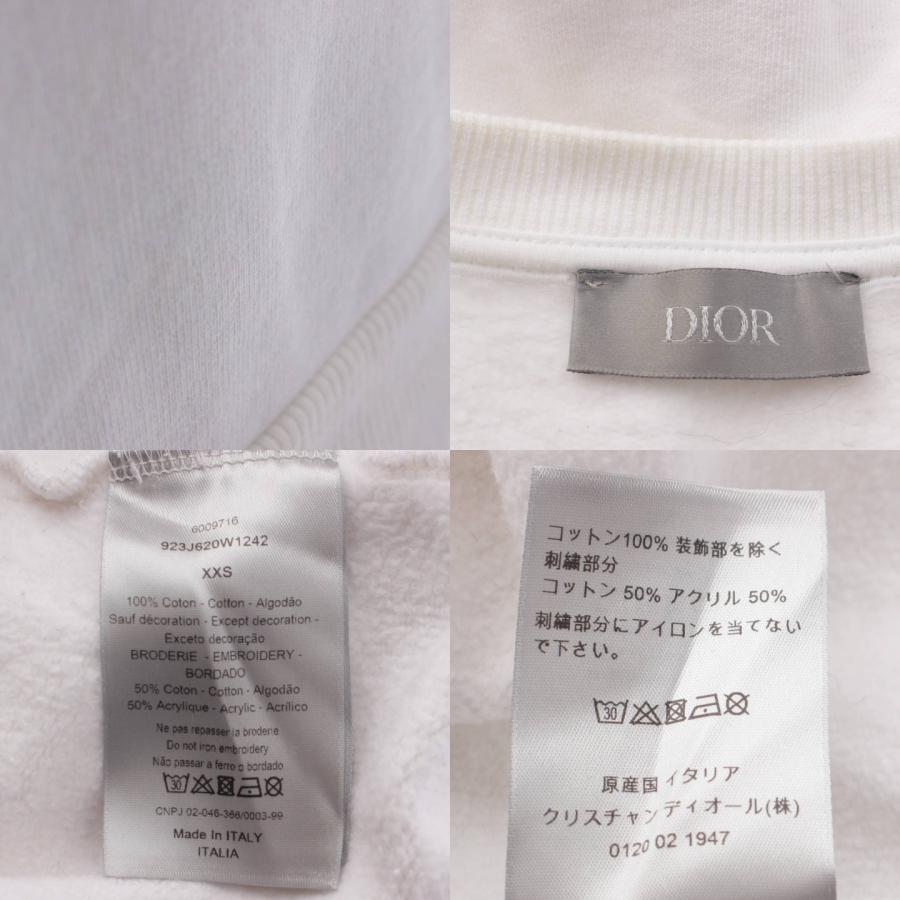 DIOR
6009716
923J620W1242
XXS
100% Coton - Cotton - Algodão
Sauf décoration - Except decoration -
Exceto decoração
BRODERIE - EMBROIDERY -
BORDADO
50% Coton - Cotton - Algodão
50% Acrylique - Acrylic - Acrílico
Ne pas repasser la broderie
Do not iron embroidery
Não passar a ferro o bordado
30
CNPJ 02-046-366/0003-99
Made In ITALY
ITALIA
コットン100% 装飾部を除く
刺繍部分
コットン 50% アクリル 50%
刺繍部分にアイロンを当てない
で下さい。
30
原産国 イタリア
クリスチャン ディオール(株)
0120 02 1947